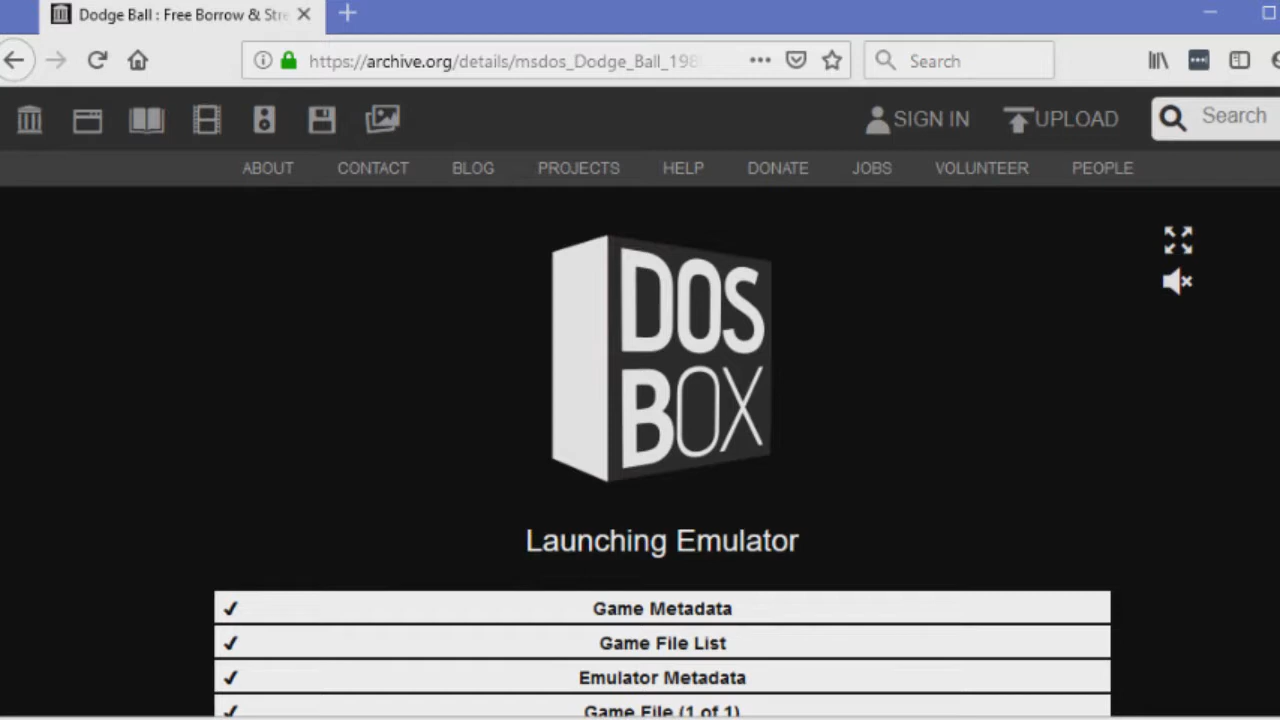 Dodge Ball : Free Borrow & Stre
https://archive.org/details/msdos_Dodge_Ball_198
Search
SIGN IN
UPLOAD
Search
ABOUT
CONTACT
BLOG
PROJECTS
HELP
DONATE
JOBS
VOLUNTEER
PEOPLE
DOS
BOX
Launching Emulator
Game Metadata
Game File List
Emulator Metadata
Game File (1 of 1)